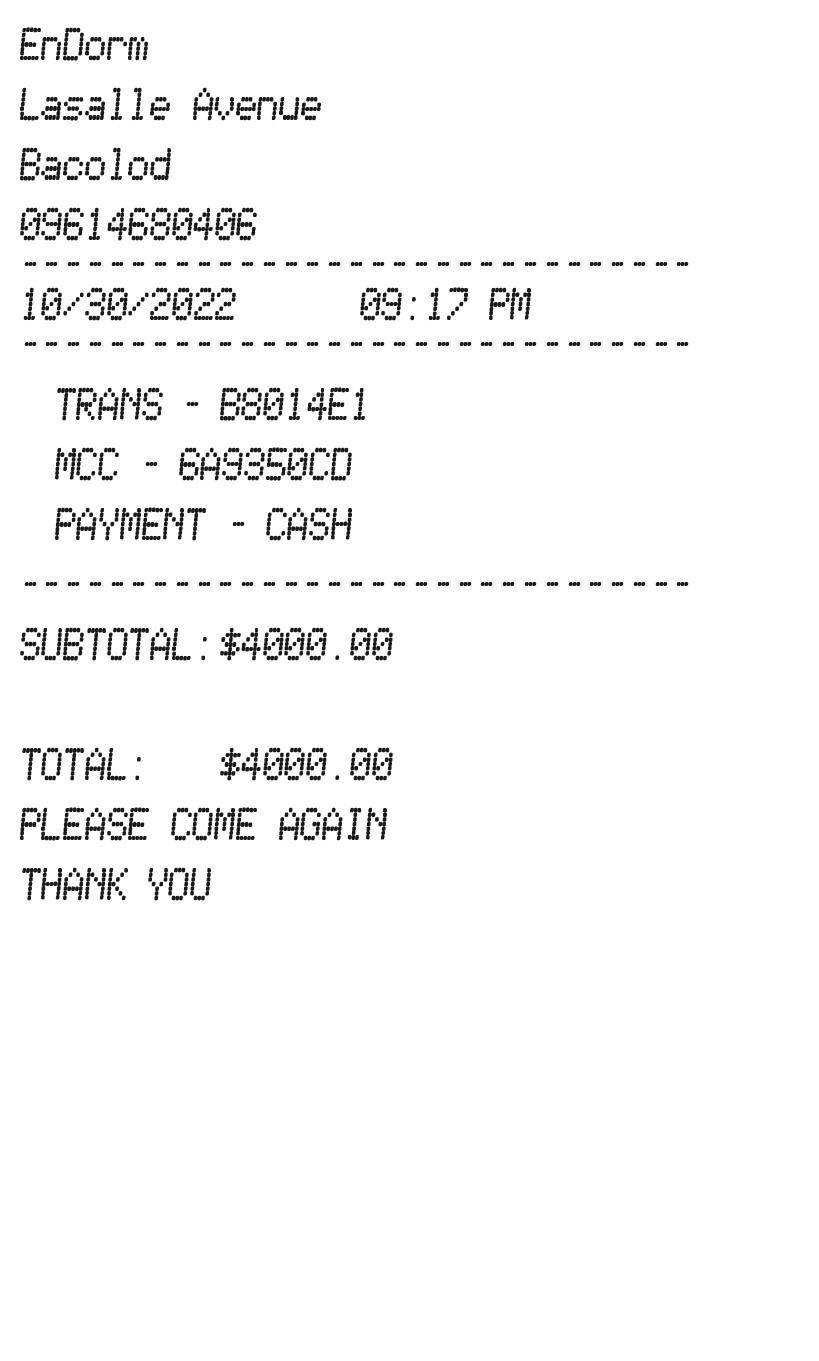 EnDorm
Lasalle Avenue
Bacolod
09614680406
--------------------------------
10/30/2022 09:17 PM
--------------------------------
TRANS - B8014E1
MCC - 6A9350CD
PAYMENT - CASH
--------------------------------
SUBTOTAL:$4000.00
TOTAL: $4000.00
PLEASE COME AGAIN
THANK YOU